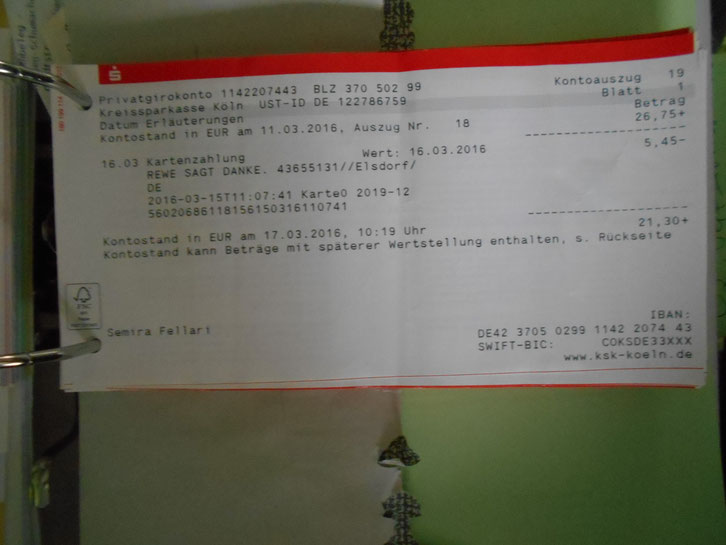 Privatgirokonto 1142207443 BLZ 370 502 99 Kontoauszug 19
Kreissparkasse Köln UST-ID DE 122786759 Blatt 1
Datum Erläuterungen Betrag
Kontostand in EUR am 11.03.2016, Auszug Nr. 18 26,75+
16.03 Kartenzahlung Wert: 16.03.2016 5,45-
REWE SAGT DANKE. 43655131//Elsdorf/
DE
2016-03-15T11:07:41 Karte0 2019-12
56020686118156150316110741
Kontostand in EUR am 17.03.2016, 10:19 Uhr 21,30+
Kontostand kann Beträge mit späterer Wertstellung enthalten, s. Rückseite
FSC
Semira Fellari
IBAN:
DE42 3705 0299 1142 2074 43
SWIFT-BIC: COKSDE33XXX
www.ksk-koeln.de